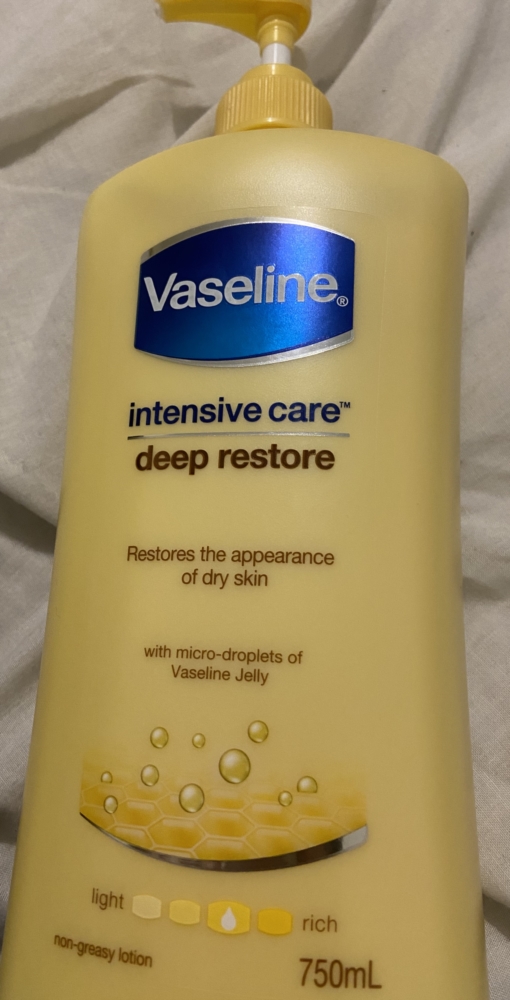 Vaseline®
intensive care™
deep restore
Restores the appearance
of dry skin
with micro-droplets of
Vaseline Jelly
light
rich
non-greasy lotion
750mL